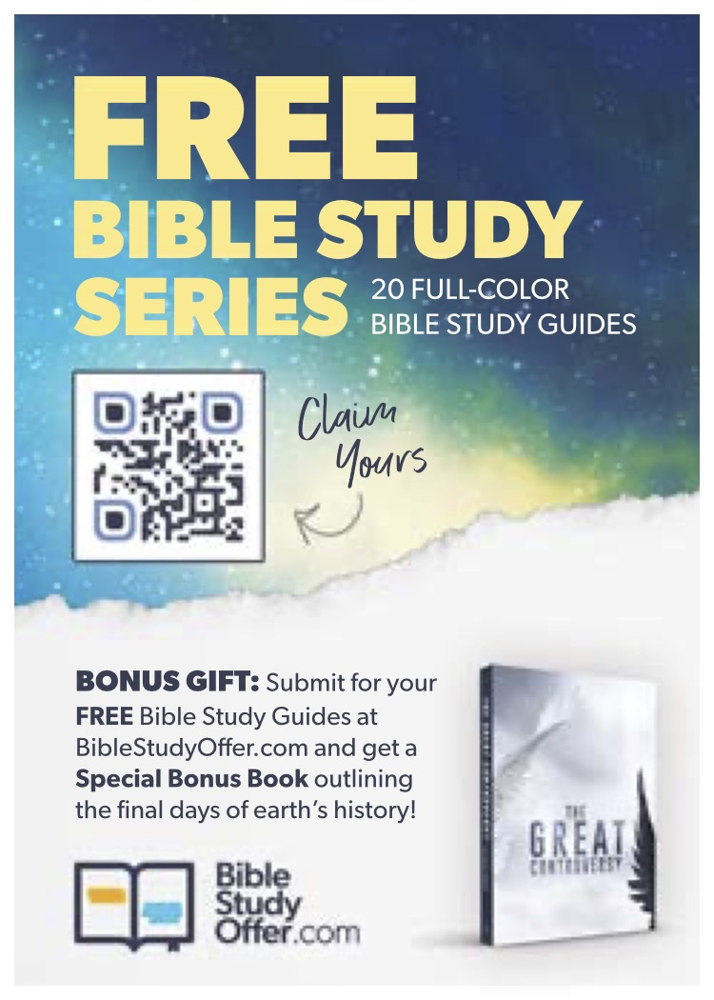 FREE
BIBLE STUDY
SERIES
20 FULL-COLOR
BIBLE STUDY GUIDES
Claim
Yours
BONUS GIFT: Submit for your
FREE Bible Study Guides at
BibleStudyOffer.com and get a
Special Bonus Book outlining
the final days of earth’s history!
Bible
Study
Offer.com
THE
GREAT
CONTROVERSY